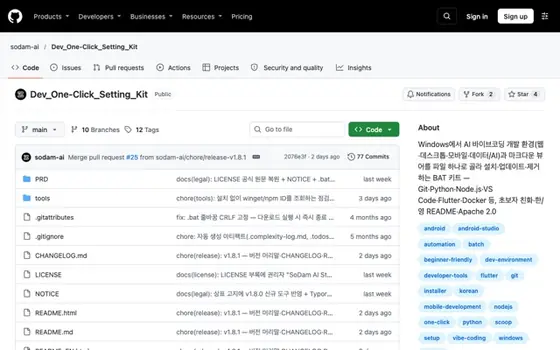 Products
Developers
Businesses
Resources
Pricing
Sign in
Sign up
sodam-ai / Dev_One-Click_Setting_Kit
Code
Issues
Pull requests
Actions
Projects
Security and quality
Insights
Dev_One-Click_Setting_Kit Public
Notifications
Fork 2
Star 4
main
10 Branches
12 Tags
Go to file
Code
sodam-ai Merge pull request #25 from sodam-ai/chore/release-v1.8.1 2076e3f · 2 days ago 77 Commits
PRD docs(legal): LICENSE 공식 원문 복원 + NOTICE + .bat... last week
tools chore(tools): 설치 없이 winget/npm ID를 조회하는 점검... 3 days ago
.gitattributes fix: .bat 줄바꿈 CRLF 고정 — 다운로드 실행 시 즉시 종료 ... 4 months ago
.gitignore chore: 자동 생성 아티팩트(.complexity-log.md, .todos... 5 months ago
CHANGELOG.md chore(release): v1.8.1 — 버전 머리말·CHANGELOG·R... 2 days ago
LICENSE docs(license): LICENSE 부록에 권리자 "SoDam AI St... last week
NOTICE docs(legal): 상표 고지에 v1.8.0 신규 도구 반영 + Typor... last week
README.html chore(release): v1.8.1 — 버전 머리말·CHANGELOG·R... 2 days ago
README.md chore(release): v1.8.1 — 버전 머리말·CHANGELOG·R... 2 days ago
About
Windows에서 AI 바이브코딩 개발 환경(웹
·데스크톱·모바일·데이터/AI)과 마크다운 뷰
어를 파일 하나로 골라 설치·업데이트·제거
하는 BAT 키트 —
Git·Python·Node.js·VS
Code·Flutter·Docker 등, 초보자 친화·한/
영 README·Apache 2.0
android android-studio
automation batch
beginner-friendly dev-environment
developer-tools flutter git
installer korean
mobile-development nodejs
one-click python scoop
setup vibe-coding windows